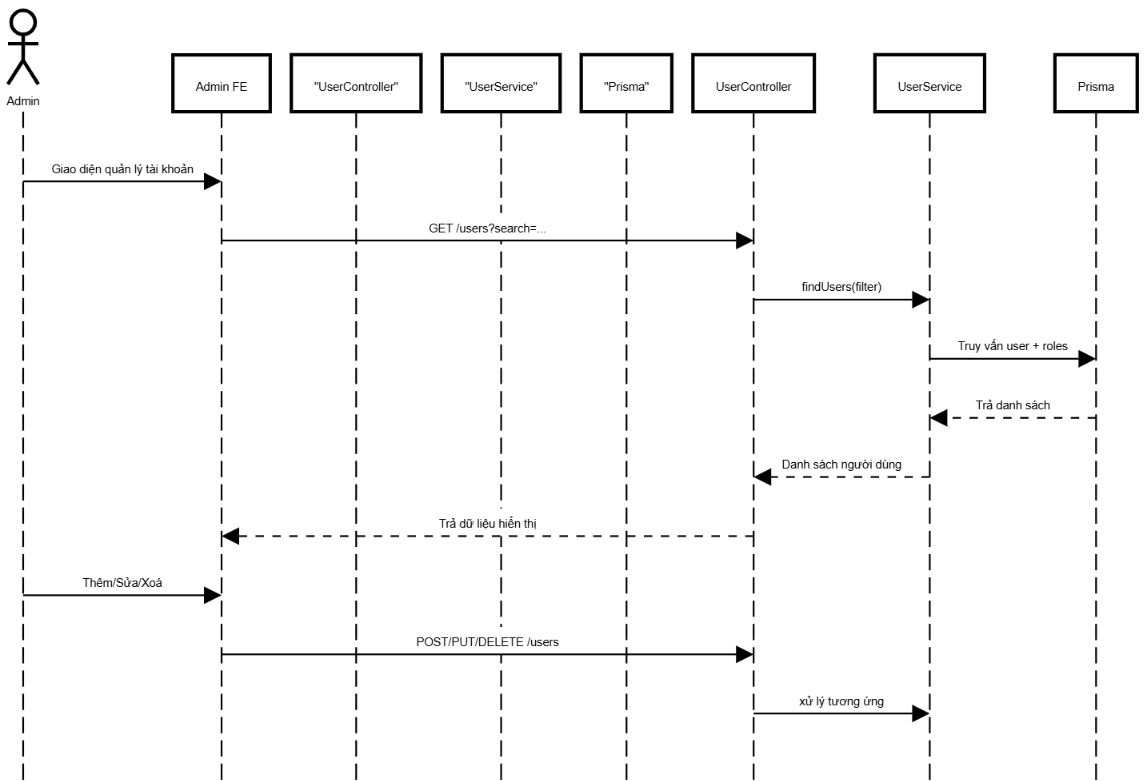 Admin
Admin FE
"UserController"
"UserService"
"Prisma"
UserController
UserService
Prisma
Giao diện quản lý tài khoản
GET /users?search=...
findUsers(filter)
Truy vấn user + roles
Trả danh sách
Danh sách người dùng
Trả dữ liệu hiển thị
Thêm/Sửa/Xoá
POST/PUT/DELETE /users
xử lý tương ứng